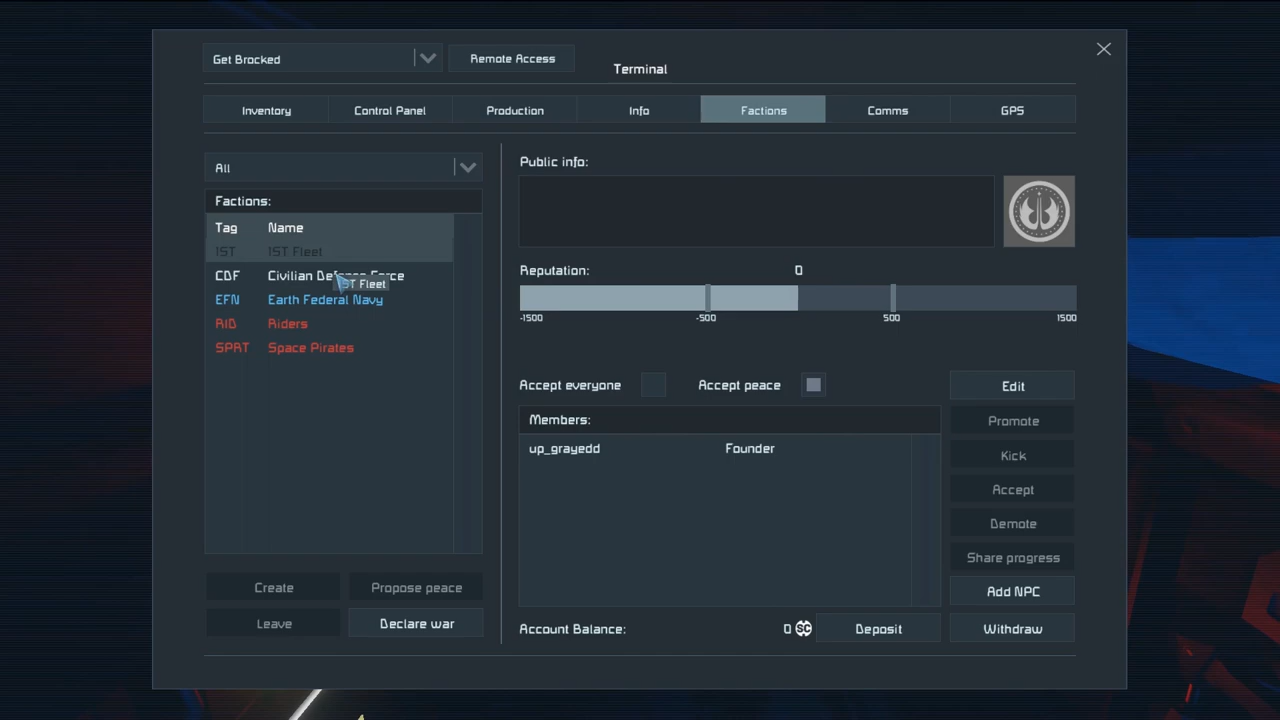 Get Brocked
Remote Access
Terminal
Inventory
Control Panel
Production
Info
Factions
Comms
GPS
All
Factions:
Tag Name
1ST 1ST Fleet
CDF Civilian Defense Force
1ST Fleet
EFN Earth Federal Navy
RID Riders
SPRT Space Pirates
Create
Propose peace
Leave
Declare war
Public info:
Reputation: 0
-1500 -500 500 1500
Accept everyone
Accept peace
Edit
Members:
up_grayedd Founder
Promote
Kick
Accept
Demote
Share progress
Add NPC
Account Balance: 0 SC
Deposit
Withdraw